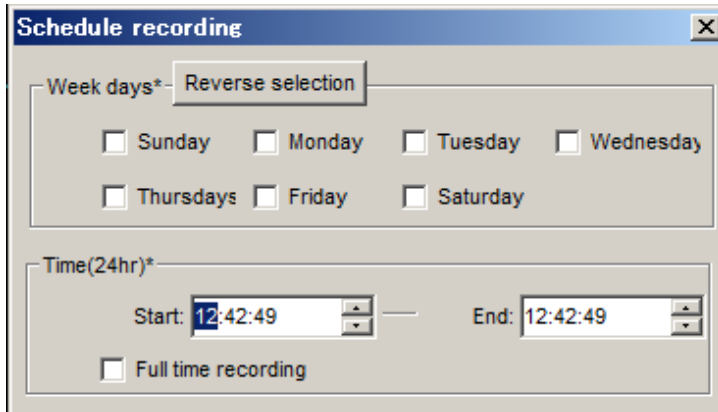 Schedule recording
Week days* Reverse selection
Sunday Monday Tuesday Wednesday
Thursdays Friday Saturday
Time(24hr)*
Start: 12:42:49 End: 12:42:49
Full time recording